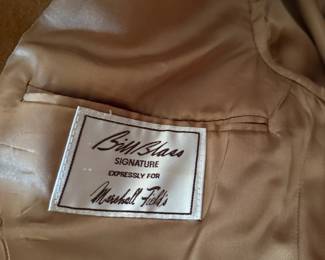 Bill Blass
SIGNATURE
EXPRESSLY FOR
Marshall Field's